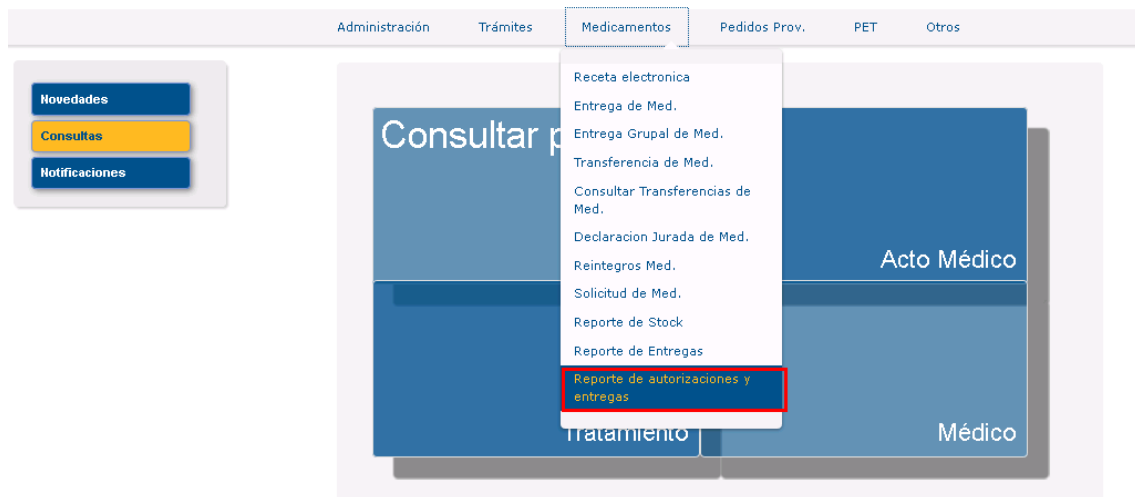 Administración Trámites Medicamentos Pedidos Prov. PET Otros
Novedades
Consultas
Notificaciones
Receta electronica
Entrega de Med.
Entrega Grupal de Med.
Transferencia de Med.
Consultar Transferencias de
Med.
Declaracion Jurada de Med.
Reintegros Med.
Solicitud de Med.
Reporte de Stock
Reporte de Entregas
Reporte de autorizaciones y
entregas
Consultar
Acto Médico
Tratamiento
Médico